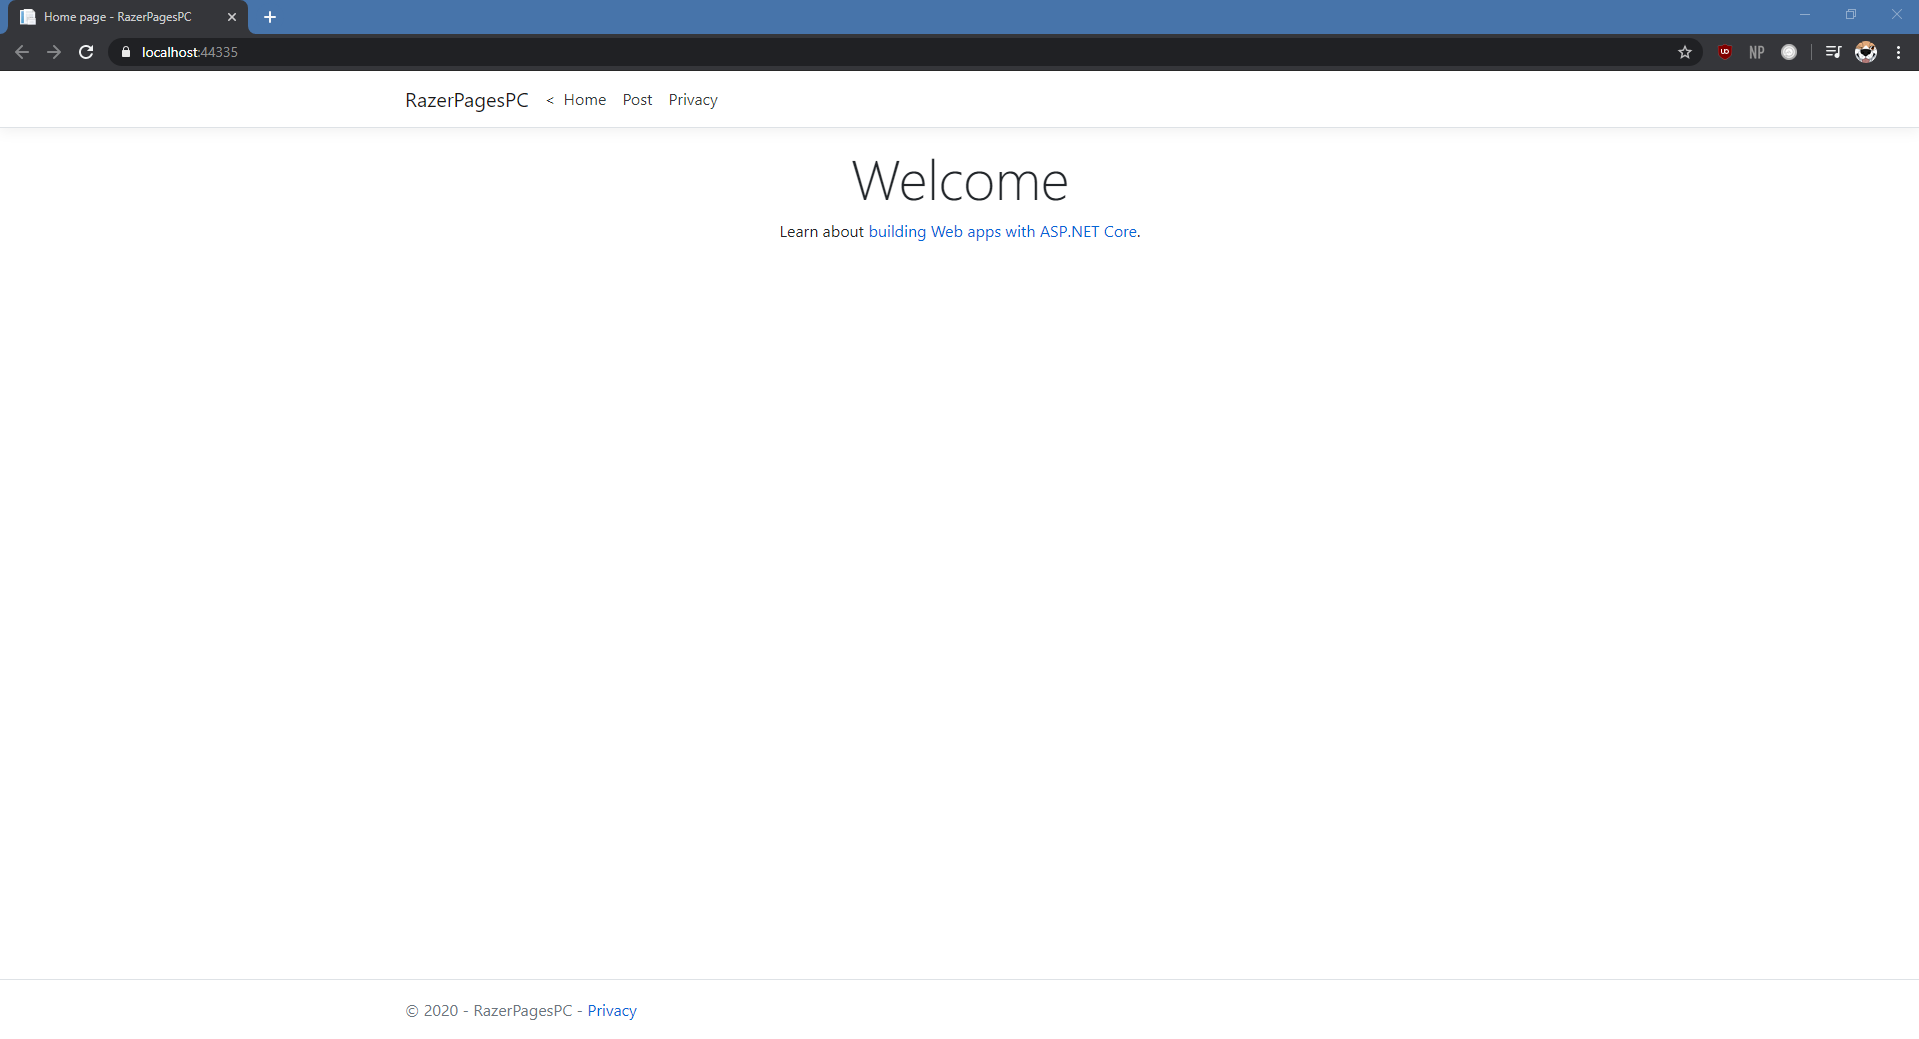 Home page - RazerPagesPC
localhost:44335
NP
RazerPagesPC < Home Post Privacy
Welcome
Learn about building Web apps with ASP.NET Core.
© 2020 - RazerPagesPC - Privacy